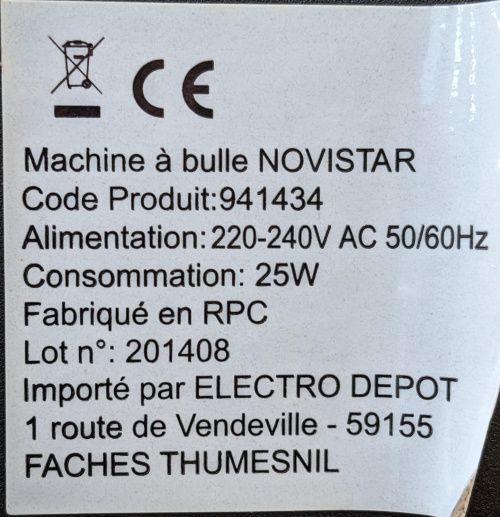 CE
Machine à bulle NOVISTAR
Code Produit:941434
Alimentation: 220-240V AC 50/60Hz
Consommation: 25W
Fabriqué en RPC
Lot n°: 201408
Importé par ELECTRO DEPOT
1 route de Vendeville - 59155
FACHES THUMESNIL